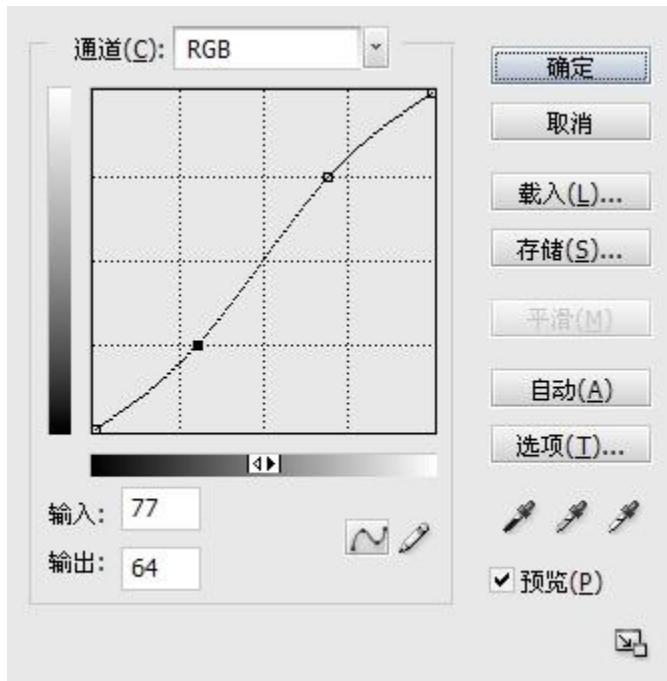 通道(C): RGB
确定
取消
载入(L)...
存储(S)...
平滑(M)
自动(A)
选项(T)...
输入: 77
输出: 64
预览(P)